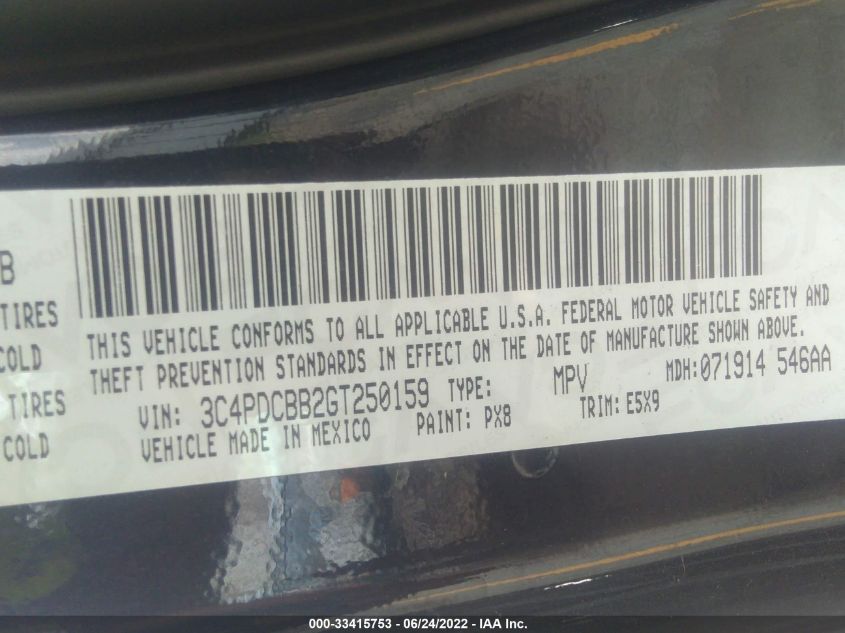 B
TIRES
COLD
TIRES
COLD
THIS VEHICLE CONFORMS TO ALL APPLICABLE U.S.A. FEDERAL MOTOR VEHICLE SAFETY AND
THEFT PREVENTION STANDARDS IN EFFECT ON THE DATE OF MANUFACTURE SHOWN ABOVE.
VIN: 3C4PDCBB2GT250159 TYPE: MPV MDH:071914 546AA
VEHICLE MADE IN MEXICO PAINT: PX8 TRIM: E5X9
000-33415753 - 06/24/2022 - IAA Inc.